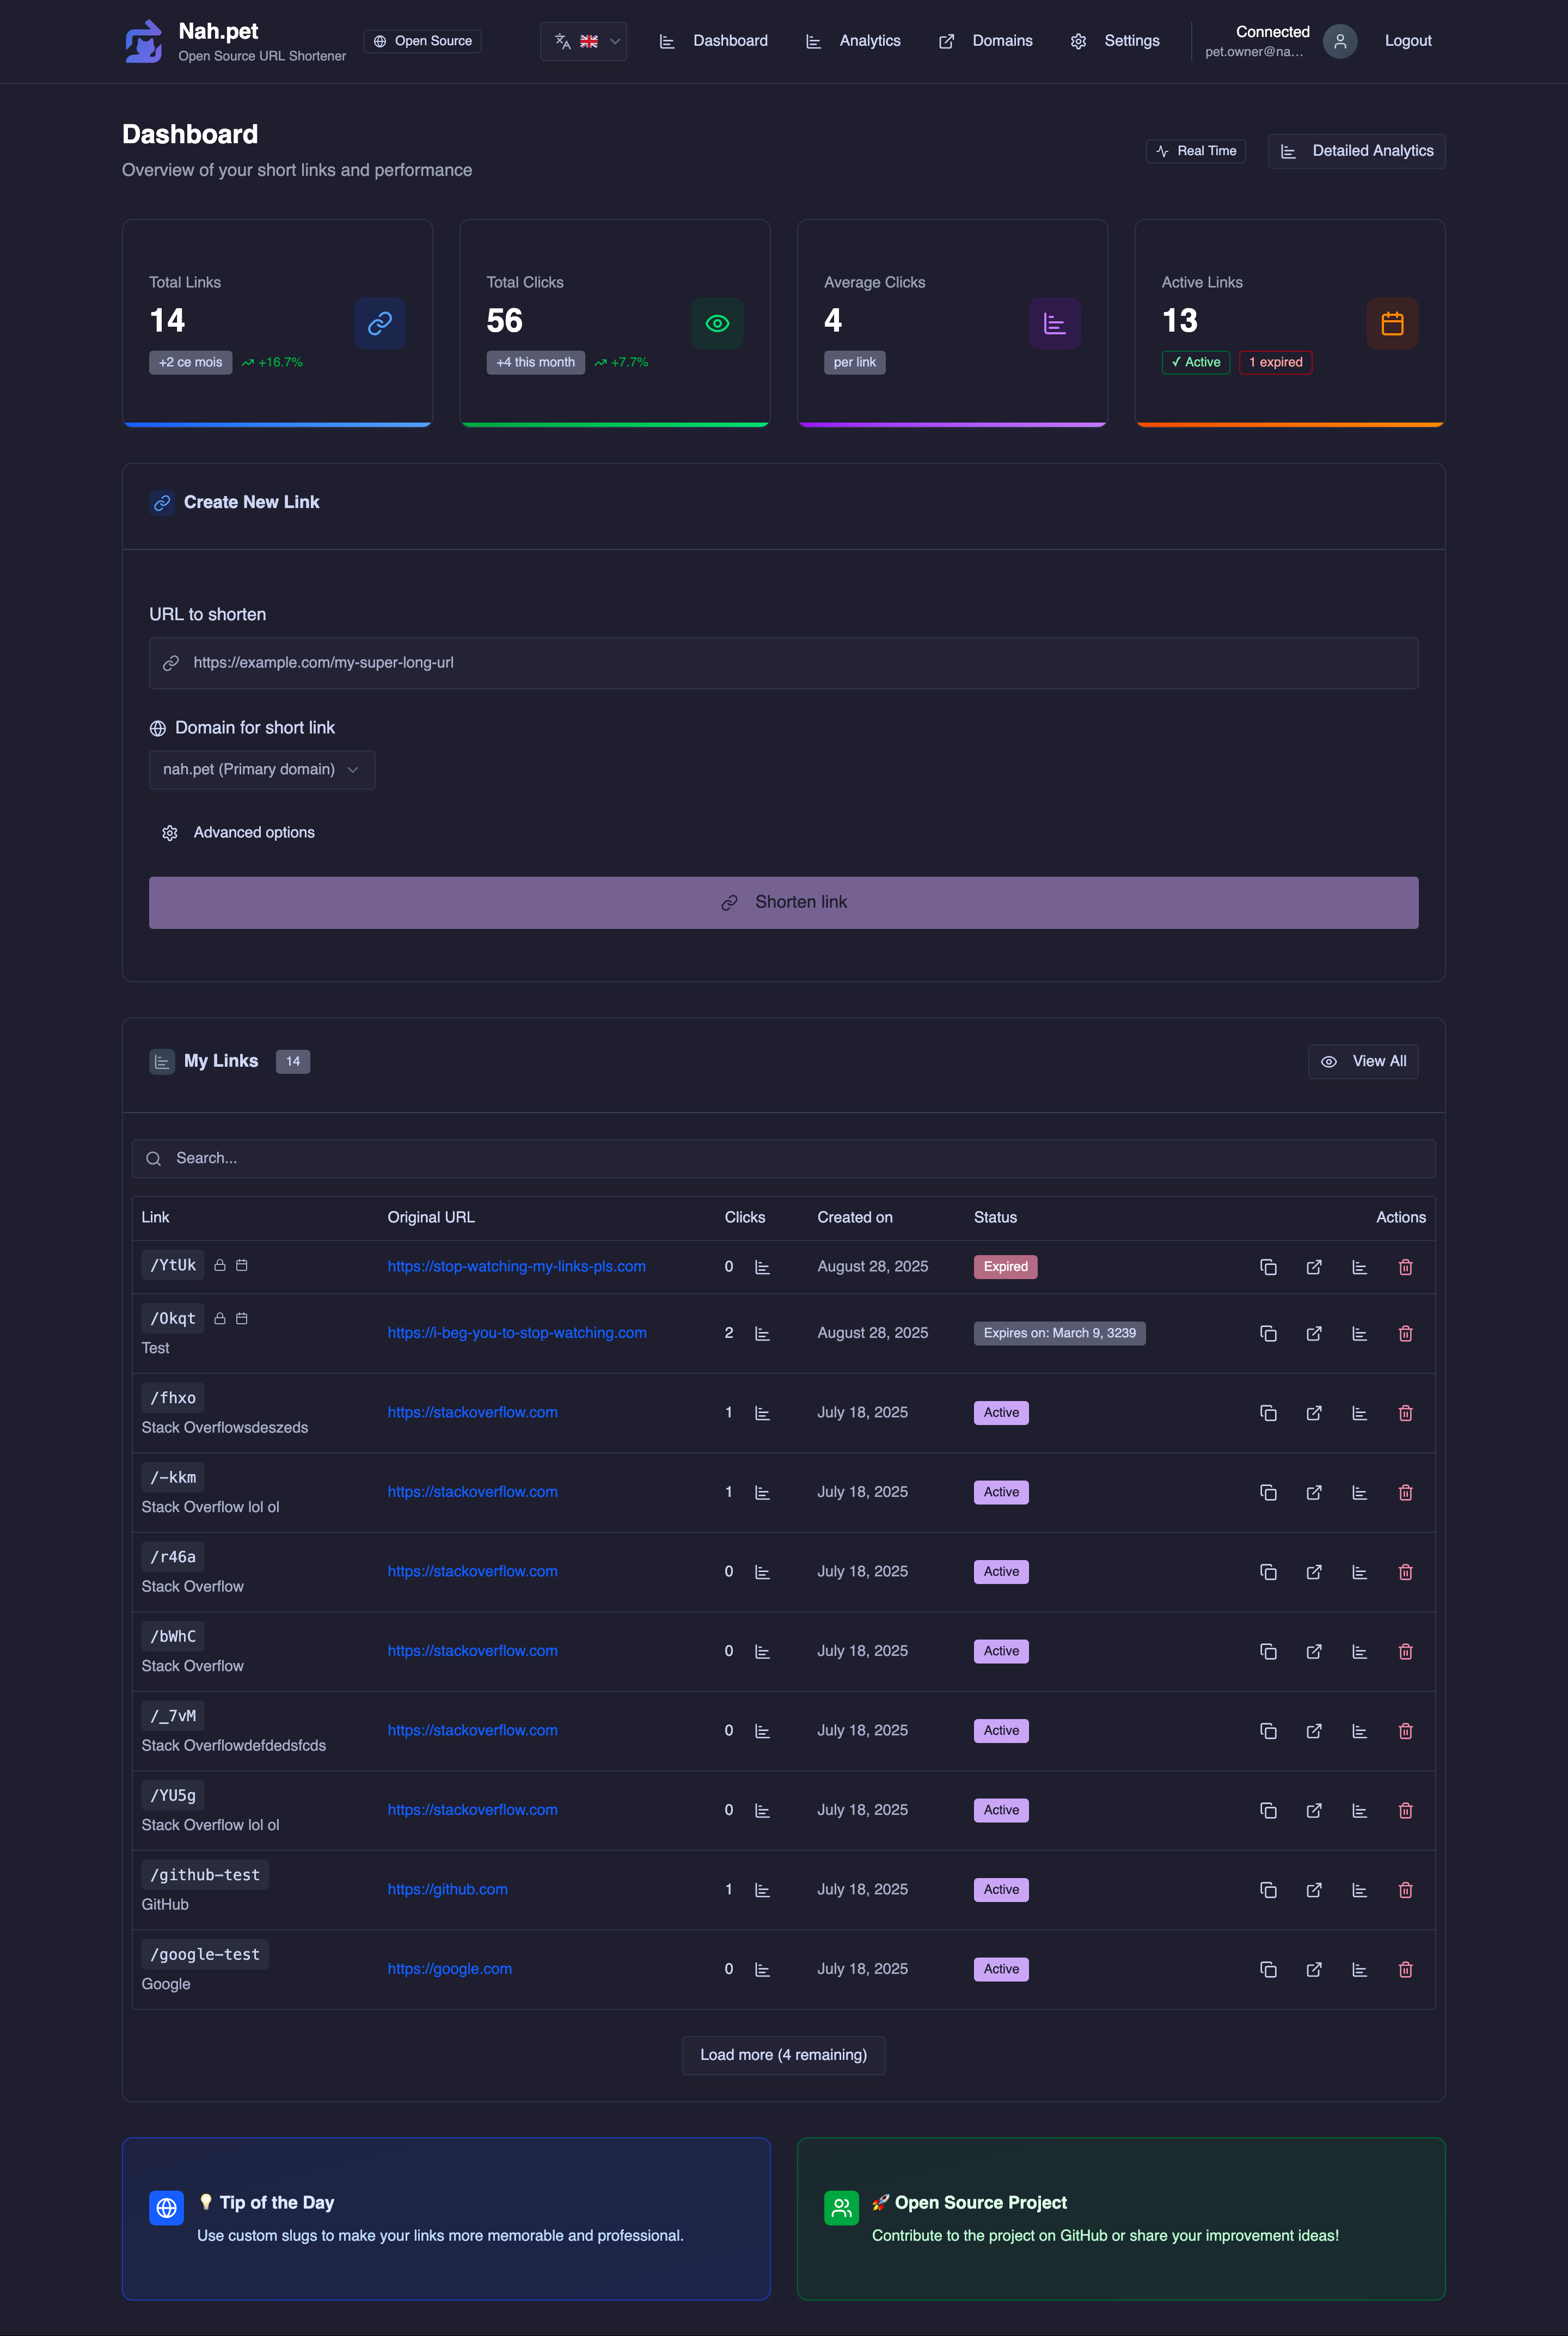 Nah.pet
Open Source URL Shortener
Open Source
Dashboard
Analytics
Domains
Settings
Connected
pet.owner@na...
Logout
Dashboard
Overview of your short links and performance
Real Time
Detailed Analytics
Total Links
14
+2 ce mois +16.7%
Total Clicks
56
+4 this month +7.7%
Average Clicks
4
per link
Active Links
13
✓ Active 1 expired
Create New Link
URL to shorten
https://example.com/my-super-long-url
Domain for short link
nah.pet (Primary domain)
Advanced options
Shorten link
My Links 14
View All
Search...
Link Original URL Clicks Created on Status Actions
/YtUk https://stop-watching-my-links-pls.com 0 August 28, 2025 Expired
/Okqt
Test
https://i-beg-you-to-stop-watching.com 2 August 28, 2025 Expires on: March 9, 3239
/fhxo
Stack Overflowsdeszeds
https://stackoverflow.com 1 July 18, 2025 Active
/-kkm
Stack Overflow lol ol
https://stackoverflow.com 1 July 18, 2025 Active
/r46a
Stack Overflow
https://stackoverflow.com 0 July 18, 2025 Active
/bWhC
Stack Overflow
https://stackoverflow.com 0 July 18, 2025 Active
/_7vM
Stack Overflowdefdedsfcds
https://stackoverflow.com 0 July 18, 2025 Active
/YU5g
Stack Overflow lol ol
https://stackoverflow.com 0 July 18, 2025 Active
/github-test
GitHub
https://github.com 1 July 18, 2025 Active
/google-test
Google
https://google.com 0 July 18, 2025 Active
Load more (4 remaining)
💡 Tip of the Day
Use custom slugs to make your links more memorable and professional.
🚀 Open Source Project
Contribute to the project on GitHub or share your improvement ideas!